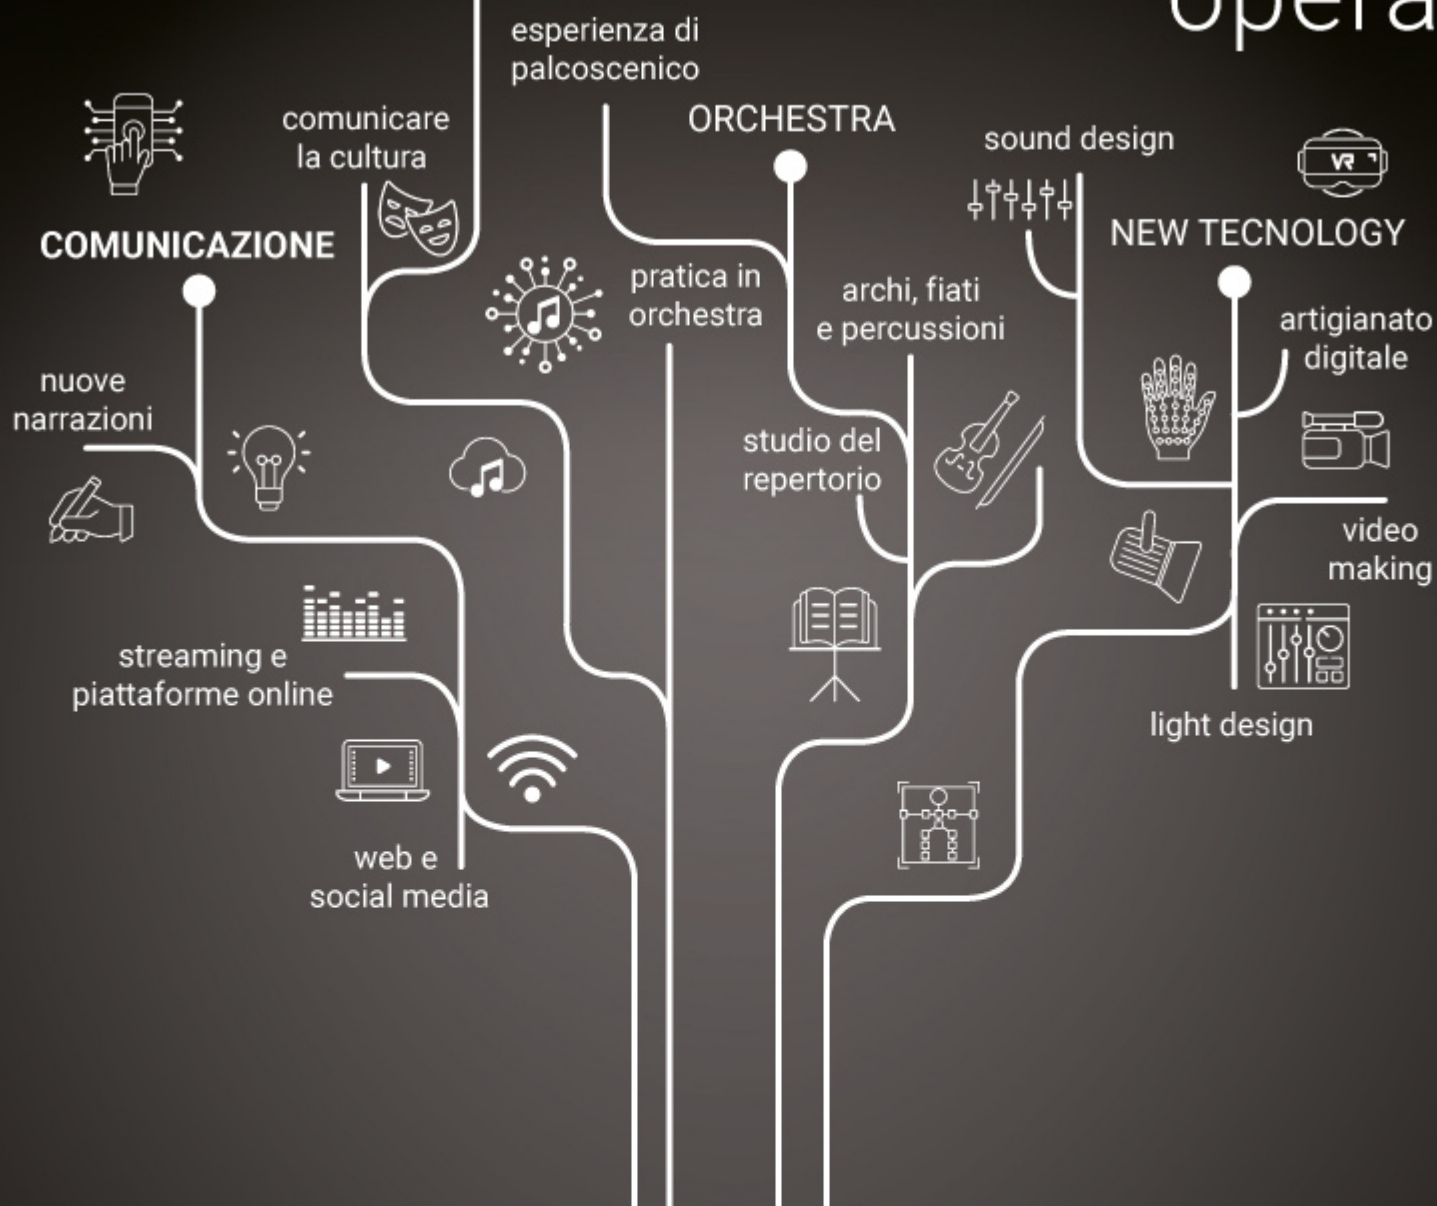 opera
esperienza di
palcoscenico
comunicare
la cultura
ORCHESTRA
sound design
VR
COMUNICAZIONE
NEW TECNOLOGY
pratica in
orchestra
archi, fiati
e percussioni
artigianato
digitale
nuove
narrazioni
studio del
repertorio
video
making
streaming e
piattaforme online
light design
web e
social media